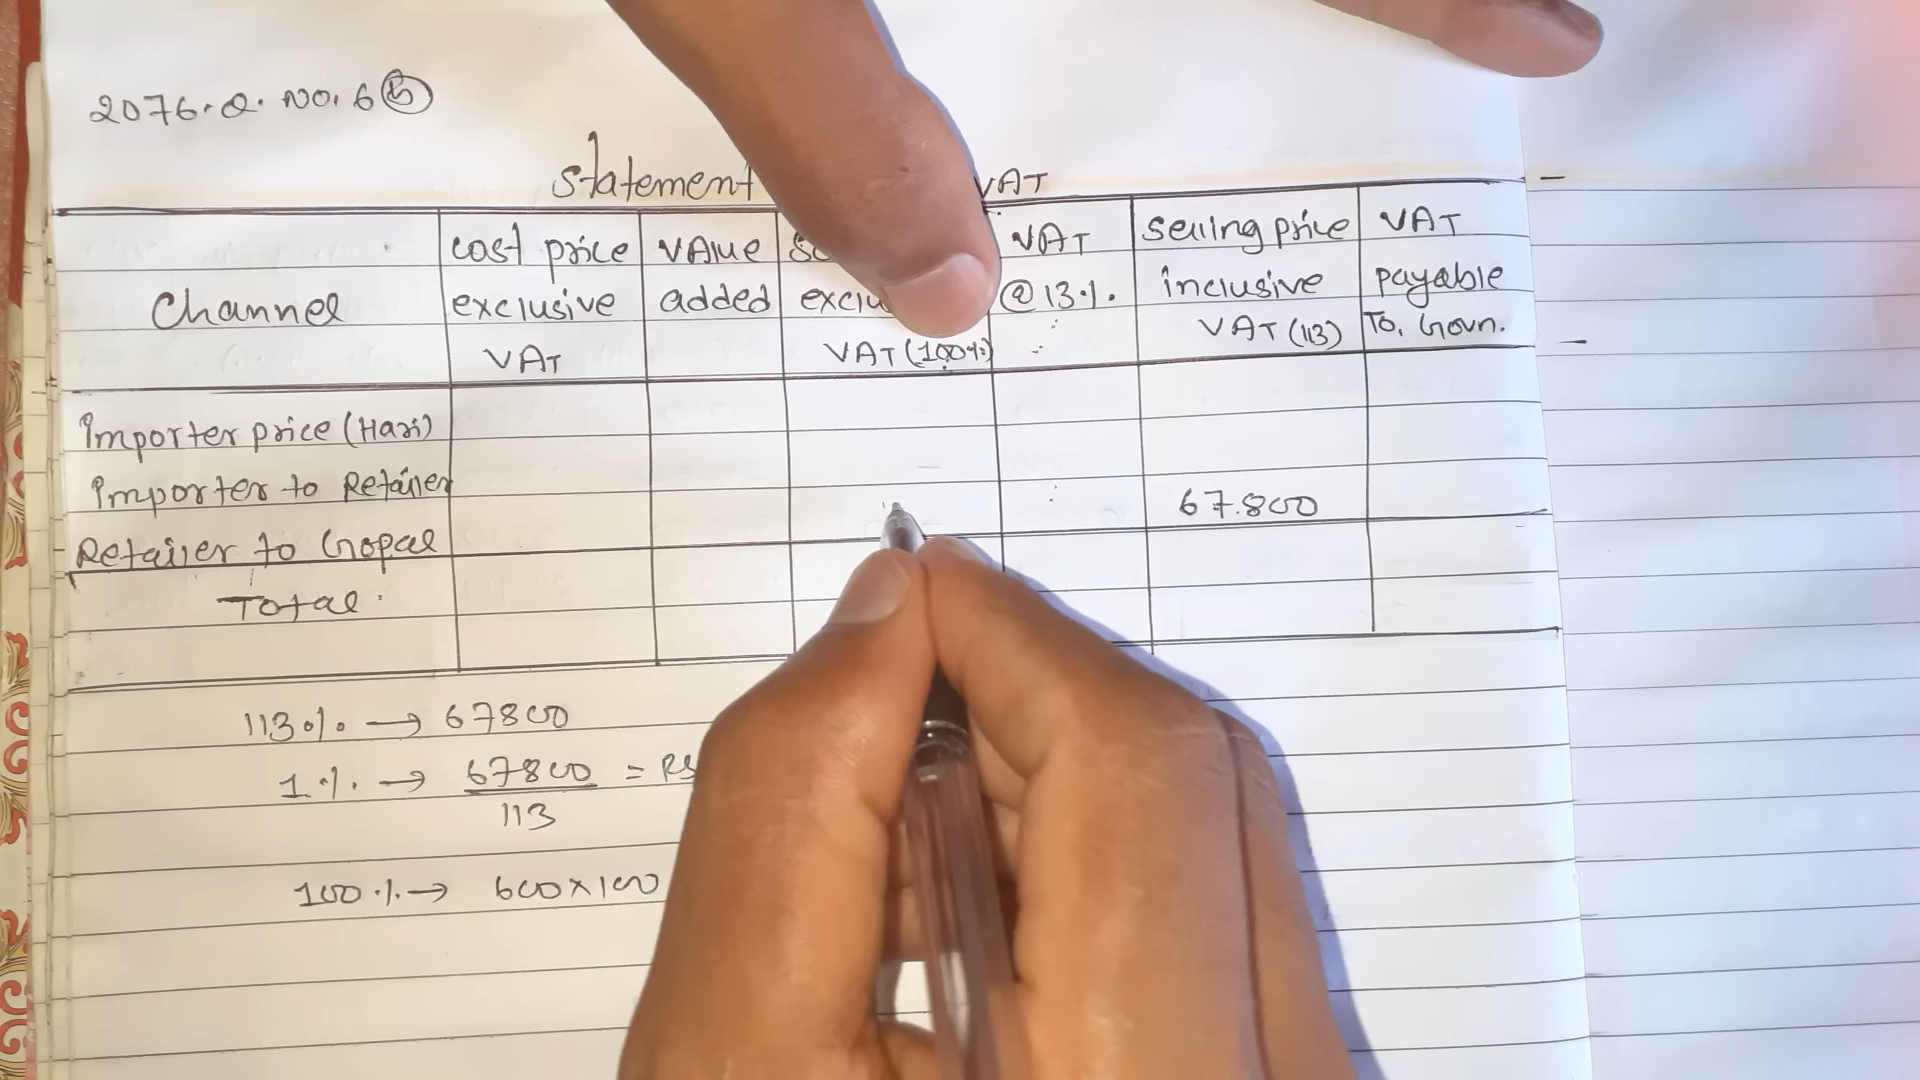 2076. Q. NO. 6 (b)
Statement VAT
Channel
cost price exclusive VAT
value added
VAT (100%)
VAT @ 13%.
selling price inclusive VAT (113)
VAT payable To. Govn.
Importer price (Hari)
Importer to Retailer
67.800
Retailer to Gopal
Total
113% → 67800
1% → 67800 / 113 = RS
100% → 600 × 100